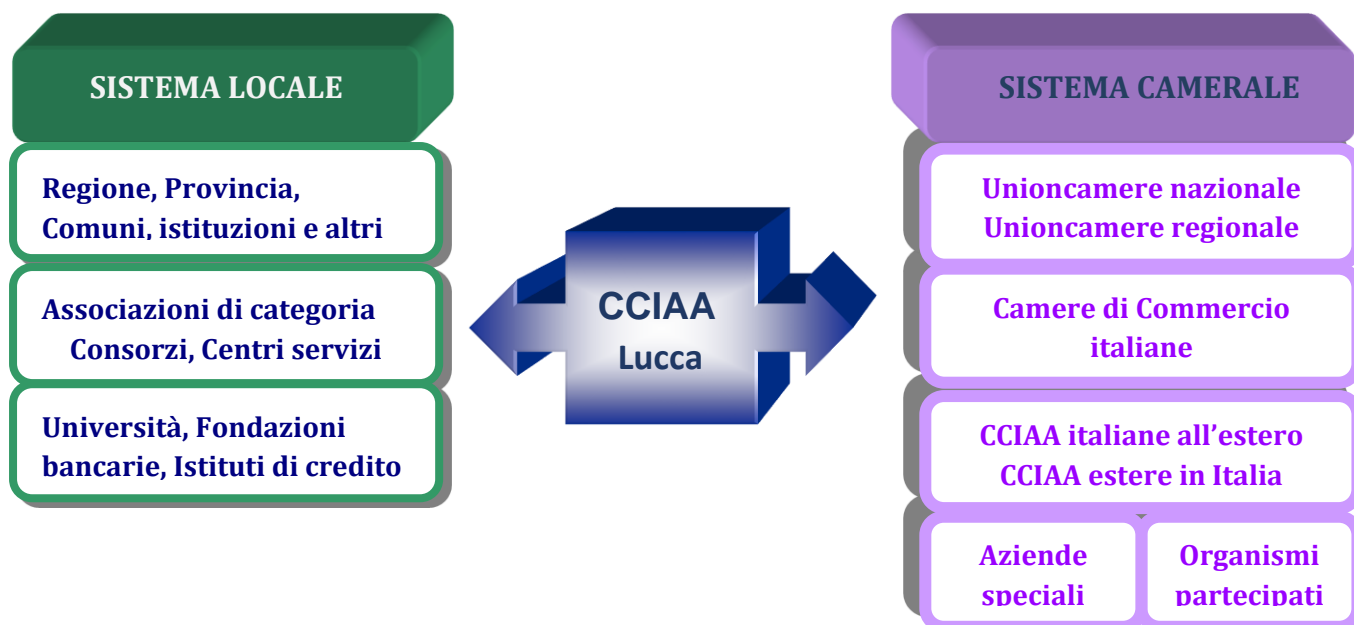 SISTEMA LOCALE
Regione, Provincia,
Comuni, istituzioni e altri
Associazioni di categoria
Consorzi, Centri servizi
Università, Fondazioni
bancarie, Istituti di credito
CCIAA
Lucca
SISTEMA CAMERALE
Unioncamere nazionale
Unioncamere regionale
Camere di Commercio
italiane
CCIAA italiane all’estero
CCIAA estere in Italia
Aziende
speciali
Organismi
partecipati